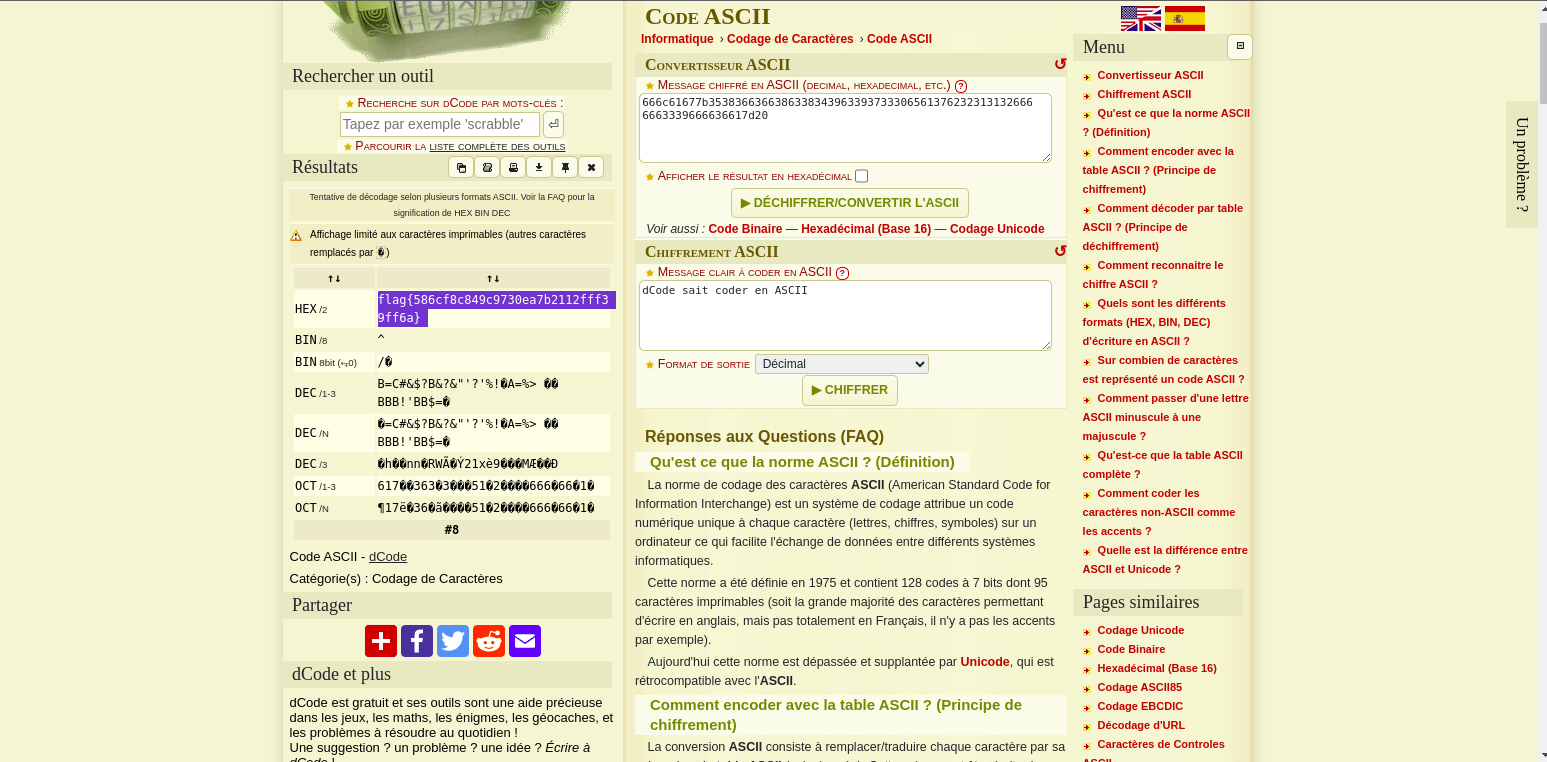 Rechercher un outil
Recherche sur dCode par mots-clés :
Tapez par exemple 'scrabble'
Parcourir la liste complète des outils
Résultats
Tentative de décodage selon plusieurs formats ASCII. Voir la FAQ pour la
signification de HEX BIN DEC
Affichage limité aux caractères imprimables (autres caractères
remplacés par �)
↑↓ ↑↓
HEX /2 flag{586cf8c849c9730ea7b2112fff3
9ff6a}
BIN /8 ^
BIN 8bit (↰0) /�
DEC /1-3 B=C#&$?B&?&"'?'%!�A=%> ��
BBB!'BB$=�
DEC /N �=C#&$?B&?&"'?'%!�A=%> ��
BBB!'BB$=�
DEC /3 �h��nn�RWÃ�Ý21xè9���MÆ��Ð
OCT /1-3 617��363�3���51�2����666�66�1�
OCT /N ¶17ë�36�ã����51�2����666�66�1�
#8
Code ASCII - dCode
Catégorie(s) : Codage de Caractères
Partager
dCode et plus
dCode est gratuit et ses outils sont une aide précieuse
dans les jeux, les maths, les énigmes, les géocaches, et
les problèmes à résoudre au quotidien !
Une suggestion ? un problème ? une idée ? Écrire à
dCode !
Code ASCII
Informatique › Codage de Caractères › Code ASCII
Convertisseur ASCII
Message chiffré en ASCII (decimal, hexadecimal, etc.) ?
666c61677b35383663663863383439633937333065613762323131326666
6663339666636617d20
Afficher le résultat en hexadécimal
▶ DÉCHIFFRER/CONVERTIR L'ASCII
Voir aussi : Code Binaire — Hexadécimal (Base 16) — Codage Unicode
Chiffrement ASCII
Message clair à coder en ASCII ?
dCode sait coder en ASCII
Format de sortie Décimal
▶ CHIFFRER
Réponses aux Questions (FAQ)
Qu'est ce que la norme ASCII ? (Définition)
La norme de codage des caractères ASCII (American Standard Code for
Information Interchange) est un système de codage attribue un code
numérique unique à chaque caractère (lettres, chiffres, symboles) sur un
ordinateur ce qui facilite l'échange de données entre différents systèmes
informatiques.
Cette norme a été définie en 1975 et contient 128 codes à 7 bits dont 95
caractères imprimables (soit la grande majorité des caractères permettant
d'écrire en anglais, mais pas totalement en Français, il n'y a pas les accents
par exemple).
Aujourd'hui cette norme est dépassée et supplantée par Unicode, qui est
rétrocompatible avec l'ASCII.
Comment encoder avec la table ASCII ? (Principe de
chiffrement)
La conversion ASCII consiste à remplacer/traduire chaque caractère par sa
Menu
Convertisseur ASCII
Chiffrement ASCII
Qu'est ce que la norme ASCII
? (Définition)
Comment encoder avec la
table ASCII ? (Principe de
chiffrement)
Comment décoder par table
ASCII ? (Principe de
déchiffrement)
Comment reconnaitre le
chiffre ASCII ?
Quels sont les différents
formats (HEX, BIN, DEC)
d'écriture en ASCII ?
Sur combien de caractères
est représenté un code ASCII ?
Comment passer d'une lettre
ASCII minuscule à une
majuscule ?
Qu'est-ce que la table ASCII
complète ?
Comment coder les
caractères non-ASCII comme
les accents ?
Quelle est la différence entre
ASCII et Unicode ?
Pages similaires
Codage Unicode
Code Binaire
Hexadécimal (Base 16)
Codage ASCII85
Codage EBCDIC
Décodage d'URL
Caractères de Controles
ASCII
Un problème ?